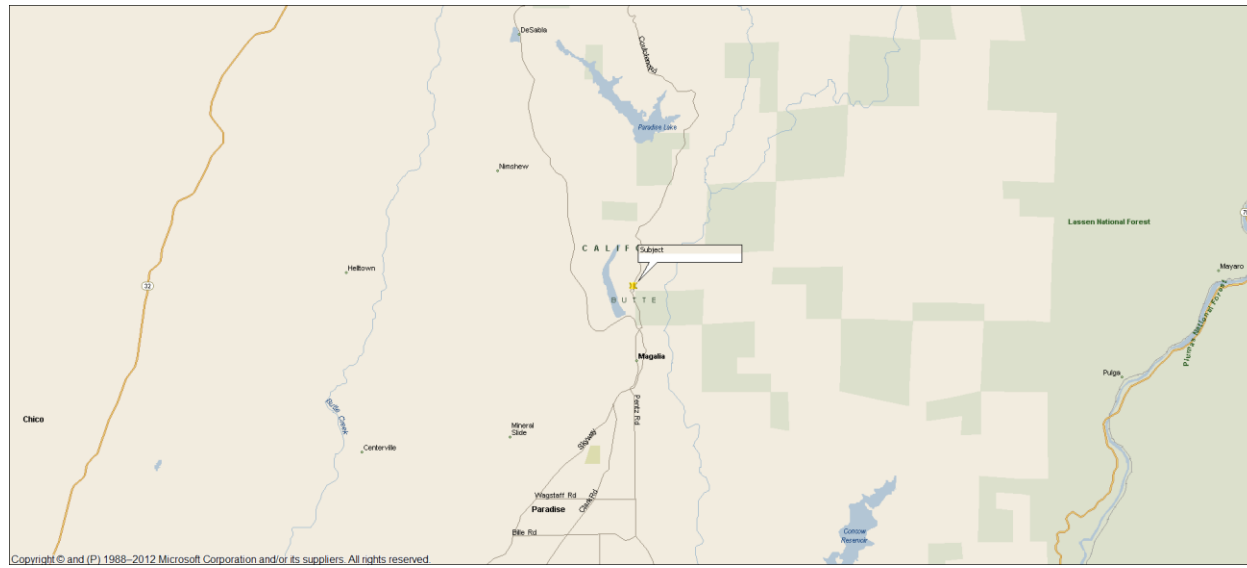 DeSabla
Coutolenc Rd
Paradise Lake
Nimshew
Lassen National Forest
70
CALIFO
Subject
Helltown
Mayaro
32
BUTTE
Plumas National Forest
Magalia
Pulga
Butte Creek
Pentz Rd
Chico
Mineral
Slide
Skyway
Centerville
Wagstaff Rd
Clark Rd
Paradise
Bille Rd
Concow
Reservoir
Copyright © and (P) 1988–2012 Microsoft Corporation and/or its suppliers. All rights reserved.